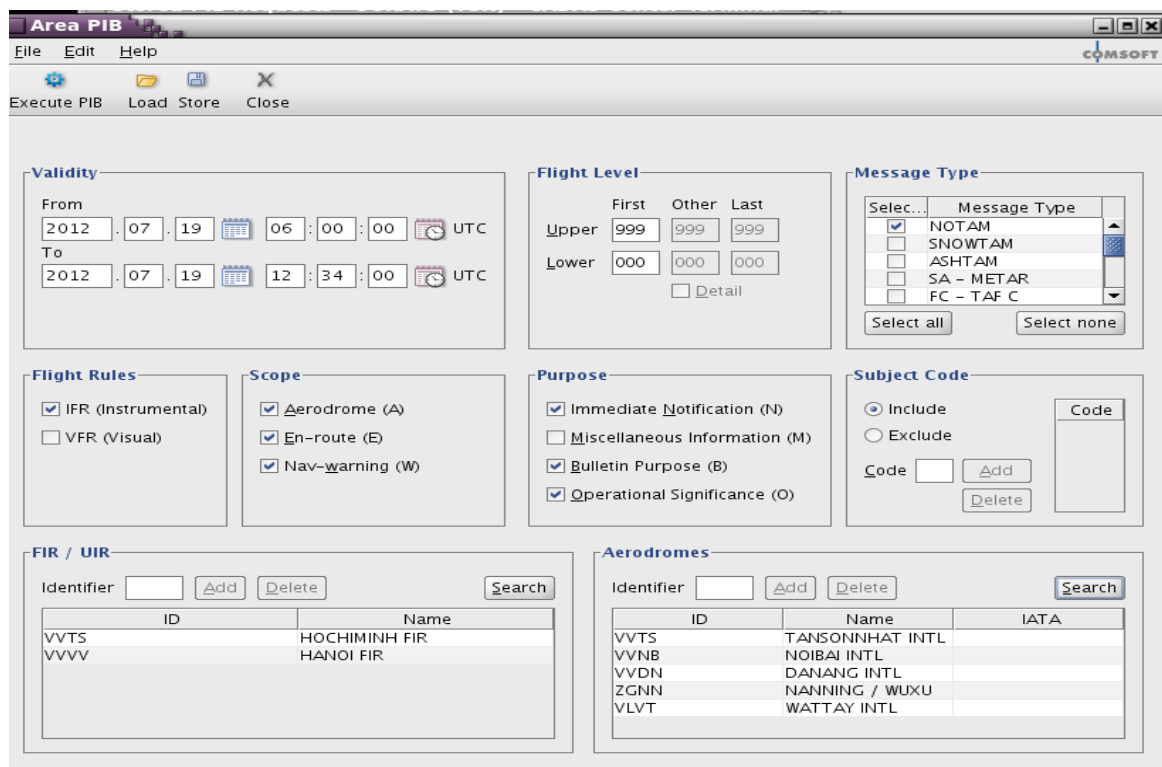 Area PIB
File Edit Help
COMSOFT
Execute PIB Load Store Close
Validity
From
2012 . 07 . 19 06 : 00 : 00 UTC
To
2012 . 07 . 19 12 : 34 : 00 UTC
Flight Level
First Other Last
Upper 999 999 999
Lower 000 000 000
Detail
Message Type
Selec... Message Type
NOTAM
SNOWTAM
ASHTAM
SA - METAR
FC - TAF C
Select all Select none
Flight Rules
IFR (Instrumental)
VFR (Visual)
Scope
Aerodrome (A)
En-route (E)
Nav-warning (W)
Purpose
Immediate Notification (N)
Miscellaneous Information (M)
Bulletin Purpose (B)
Operational Significance (O)
Subject Code
Include
Exclude
Code Add
Delete
Code
FIR / UIR
Identifier Add Delete Search
ID Name
VVTS HOCHIMINH FIR
VVVV HANOI FIR
Aerodromes
Identifier Add Delete Search
ID Name IATA
VVTS TANSONNHAT INTL
VVNB NOIBAI INTL
VVDN DANANG INTL
ZGNN NANNING / WUXU
VLVT WATTAY INTL